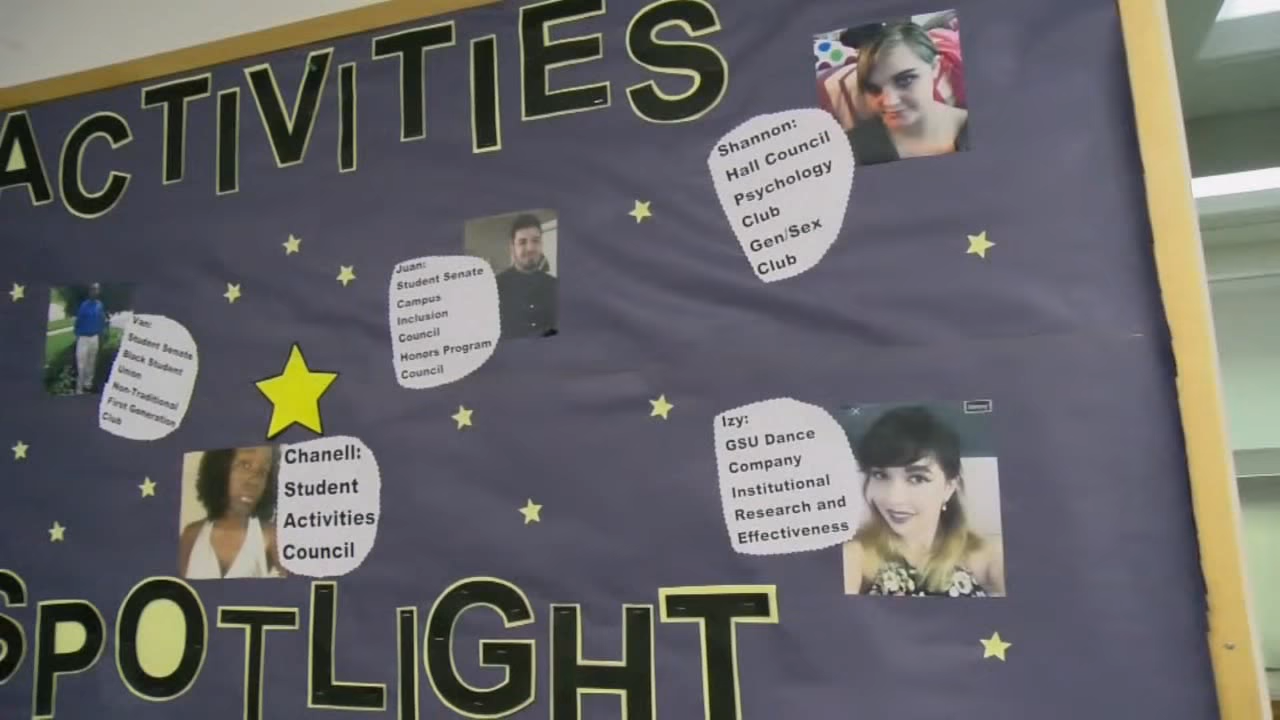 ACTIVITIES
Shannon:
Hall Council
Psychology
Club
Gen/Sex
Club
Juan:
Student Senate
Campus
Inclusion
Council
Honors Program
Council
Van:
Student Senate
Black Student
Union
Non-Traditional
First Generation
Club
Chanell:
Student
Activities
Council
Izy:
GSU Dance
Company
Institutional
Research and
Effectiveness
SPOTLIGHT